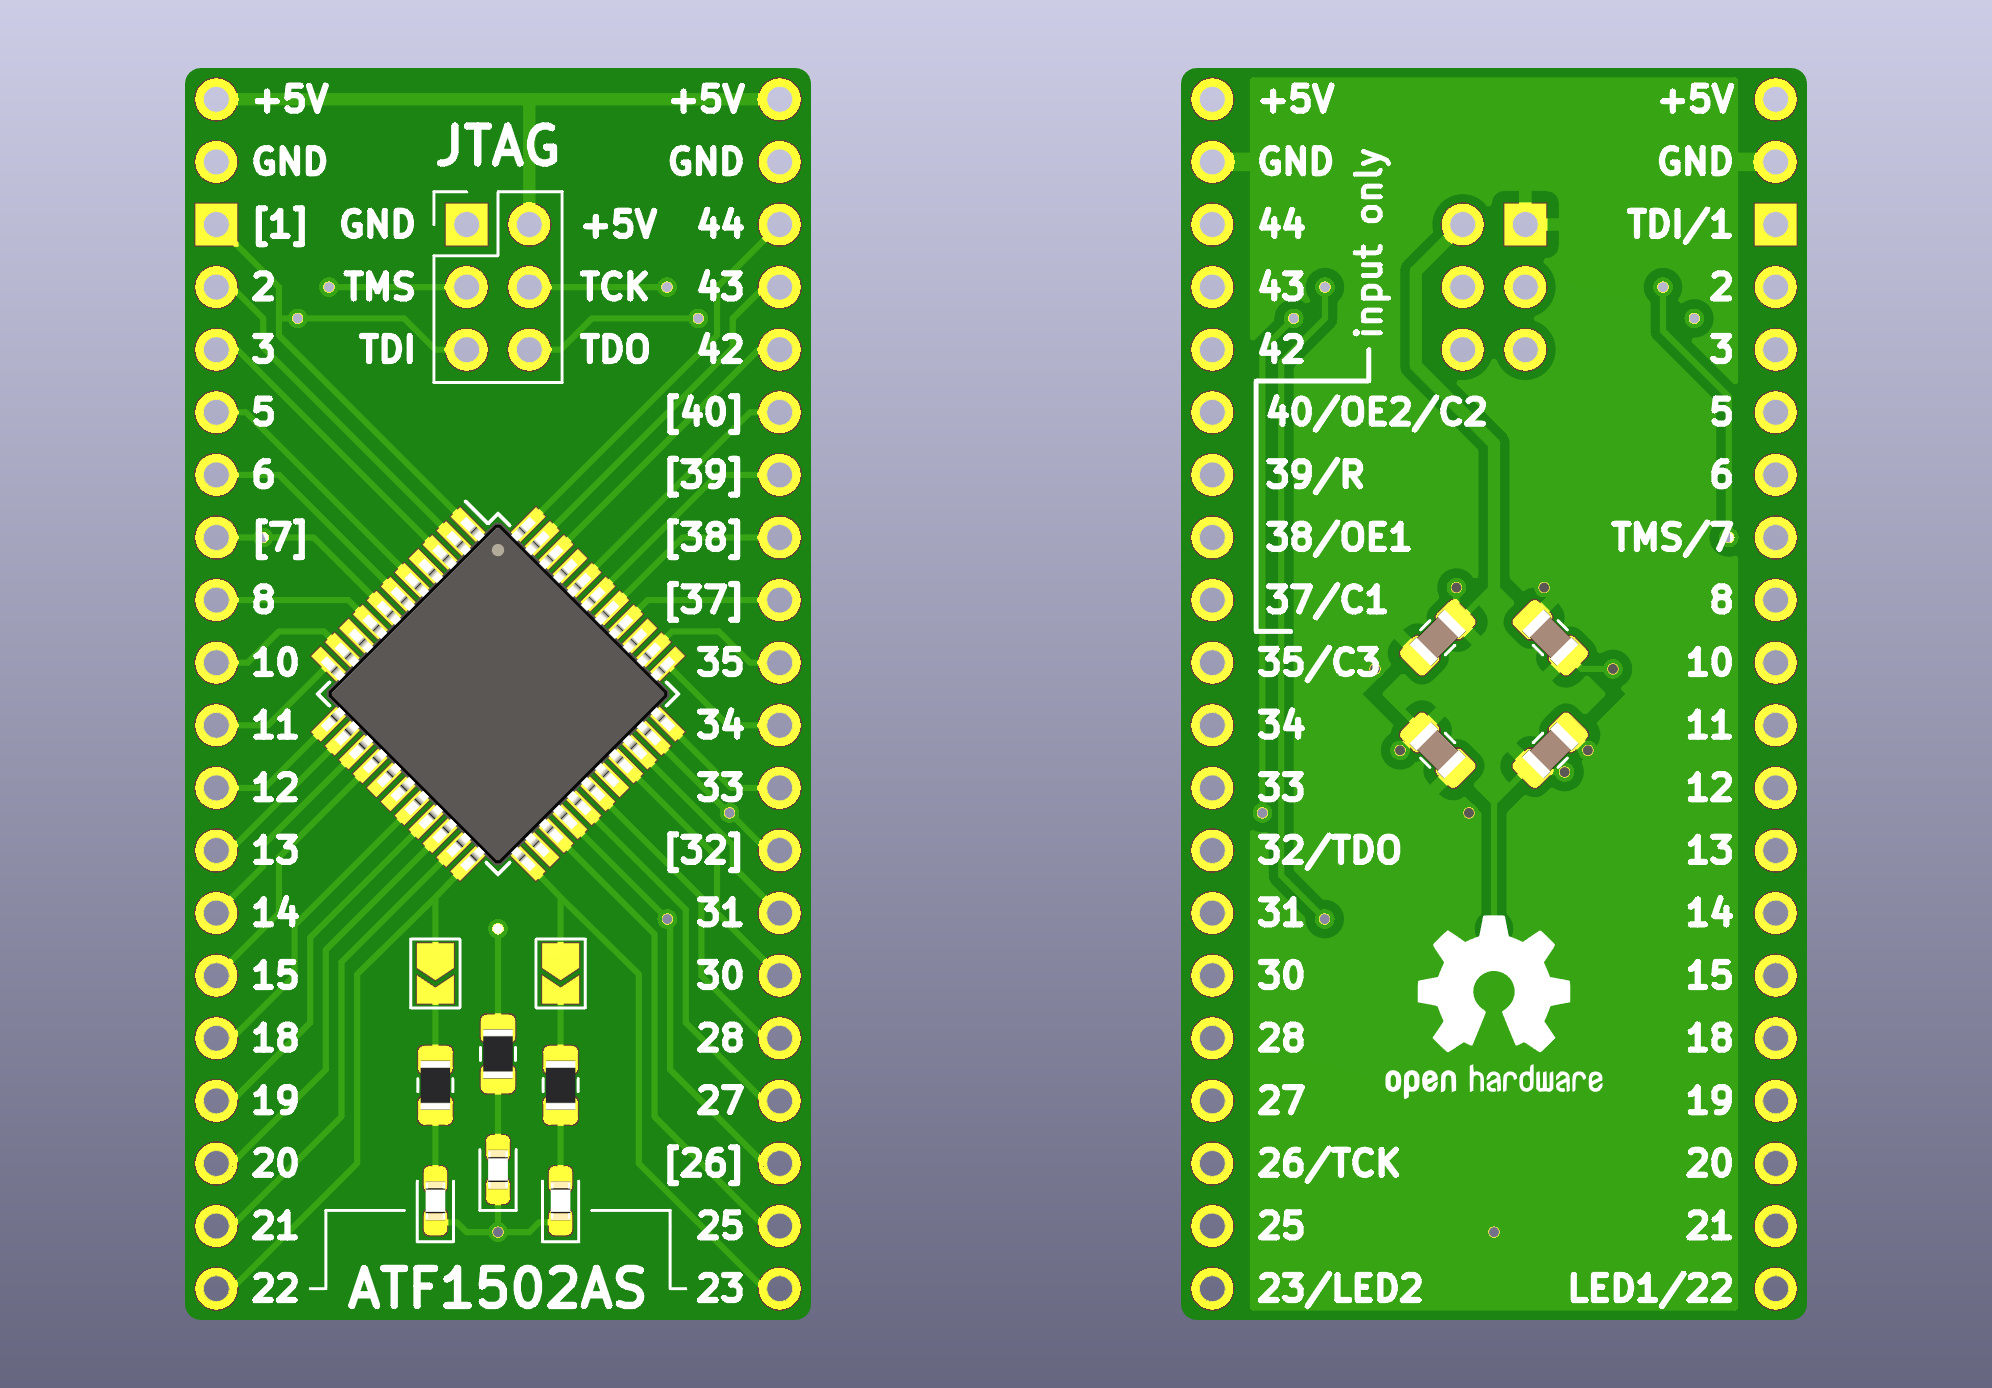 +5V +5V
JTAG
GND GND
[1] GND +5V 44
2 TMS TCK 43
3 TDI TDO 42
5 [40]
6 [39]
[7] [38]
8 [37]
10 35
11 34
12 33
13 [32]
14 31
15 30
18 28
19 27
20 [26]
21 25
22 ATF1502AS 23
+5V +5V
GND GND
input only
44 TDI/1
43 2
42 3
40/OE2/C2 5
39/R 6
38/OE1 TMS/7
37/C1 8
35/C3 10
34 11
33 12
32/TDO 13
31 14
30 15
28 18
open hardware
27 19
26/TCK 20
25 21
23/LED2 LED1/22